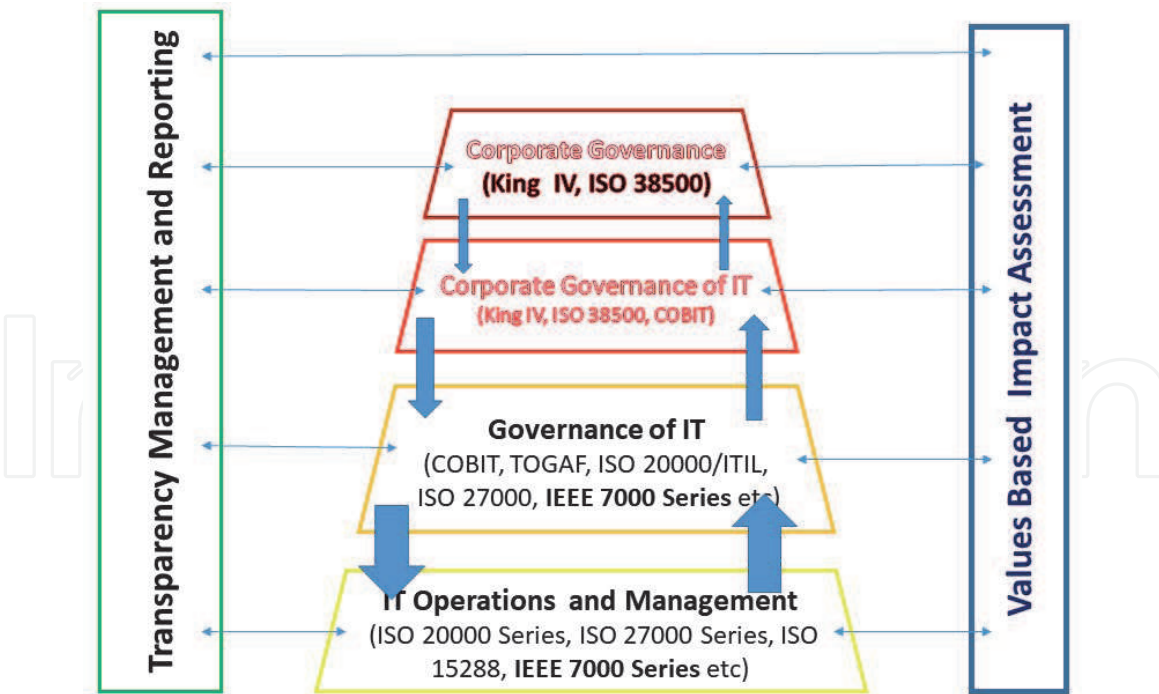 Transparency Management and Reporting
Corporate Governance
(King IV, ISO 38500)
Corporate Governance of IT
(King IV, ISO 38500, COBIT)
Governance of IT
(COBIT, TOGAF, ISO 20000/ITIL,
ISO 27000, IEEE 7000 Series etc)
IT Operations and Management
(ISO 20000 Series, ISO 27000 Series, ISO
15288, IEEE 7000 Series etc)
Values Based Impact Assessment